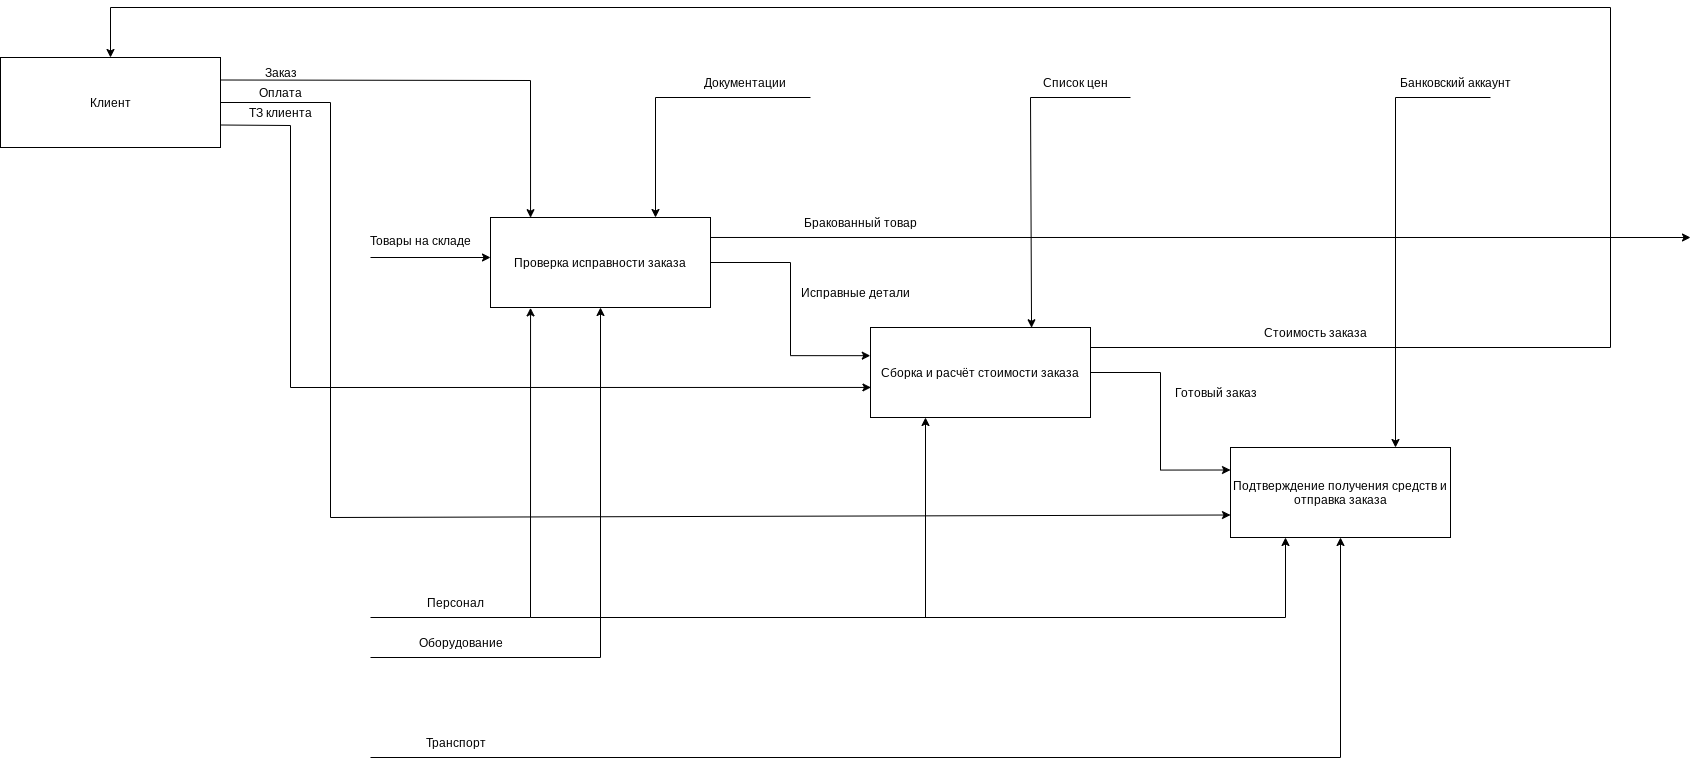 Заказ
Клиент
Оплата
ТЗ клиента
Документации
Список цен
Банковский аккаунт
Товары на складе
Проверка исправности заказа
Бракованный товар
Исправные детали
Сборка и расчёт стоимости заказа
Стоимость заказа
Готовый заказ
Подтверждение получения средств и
отправка заказа
Персонал
Оборудование
Транспорт